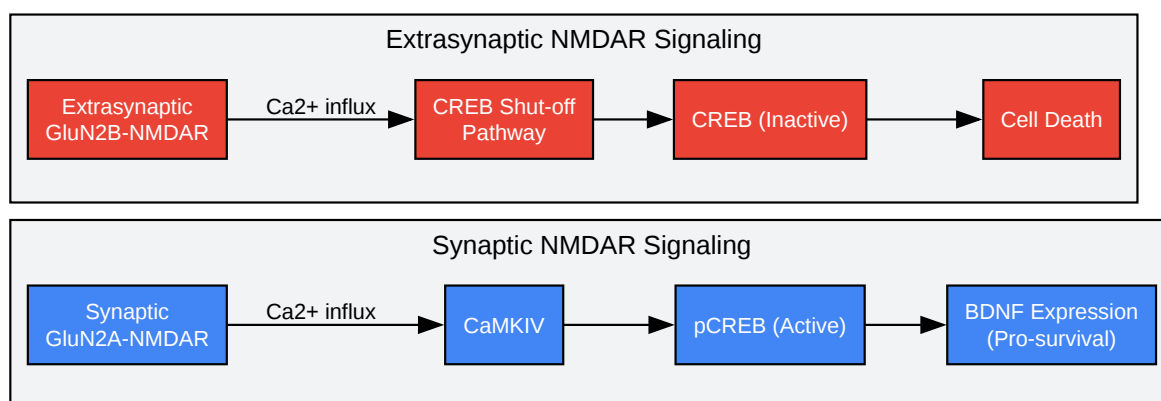 Extrasynaptic NMDAR Signaling
Extrasynaptic
GluN2B-NMDAR
Ca2+ influx
CREB Shut-off
Pathway
CREB (Inactive)
Cell Death
Synaptic NMDAR Signaling
Synaptic
GluN2A-NMDAR
Ca2+ influx
CaMKIV
pCREB (Active)
BDNF Expression
(Pro-survival)